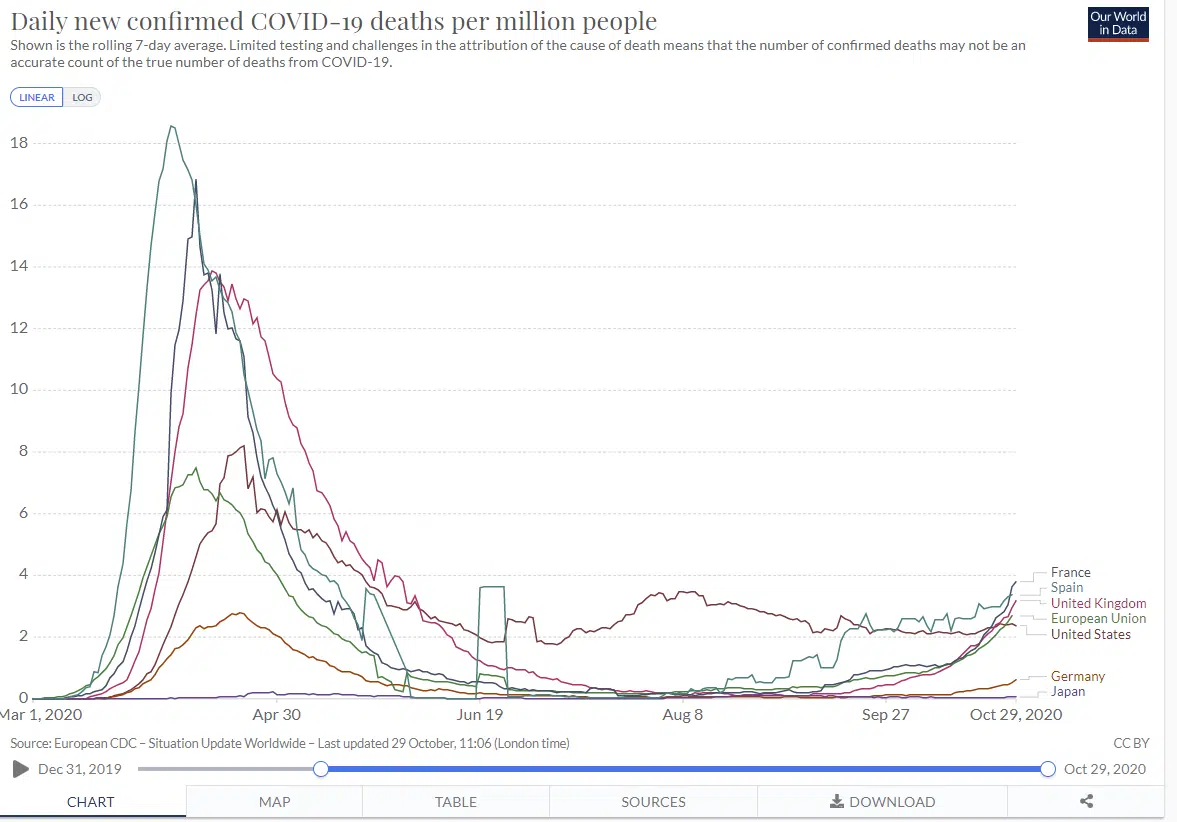 Daily new confirmed COVID-19 deaths per million people
Our World
in Data
Shown is the rolling 7-day average. Limited testing and challenges in the attribution of the cause of death means that the number of confirmed deaths may not be an
accurate count of the true number of deaths from COVID-19.
LINEAR LOG
18
16
14
12
10
8
6
4
2
0
France
Spain
United Kingdom
European Union
United States
Germany
Japan
Mar 1, 2020 Apr 30 Jun 19 Aug 8 Sep 27 Oct 29, 2020
Source: European CDC – Situation Update Worldwide – Last updated 29 October, 11:06 (London time) CC BY
Dec 31, 2019 Oct 29, 2020
CHART MAP TABLE SOURCES DOWNLOAD